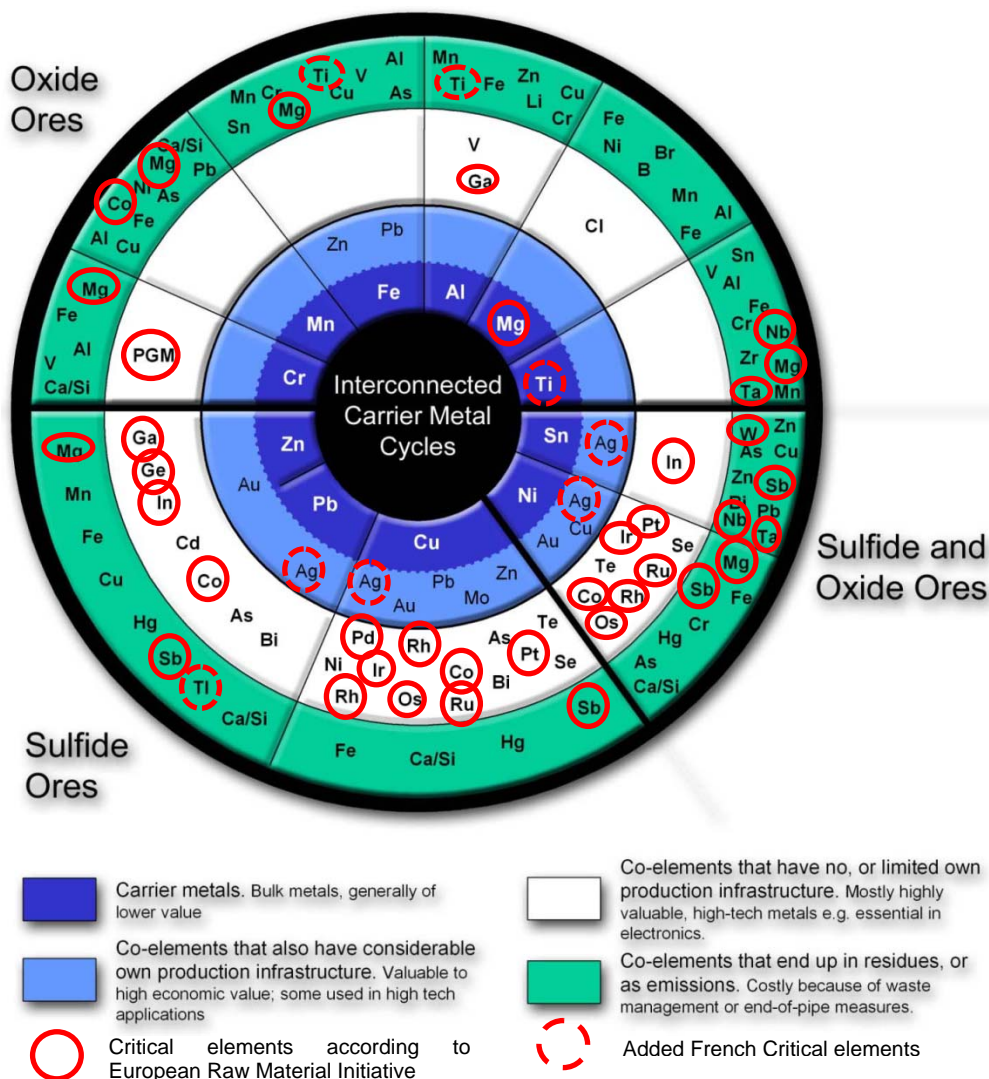 Oxide
Ores
Al
Mn
Ti
V
Ti
Fe
Zn
Mn
Cr
Cu
As
Li
Cu
Mg
Cr
Sn
Fe
Ca/Si
V
Ni
Br
Mg
Pb
B
Ni
As
Ga
Mn
Co
Fe
Al
Al
Cu
Cl
Fe
Zn
Pb
Sn
V
Al
Mg
Fe
Al
Fe
Mn
Mg
Cr
Nb
Fe
V
Al
PGM
Zr
Mg
Ca/Si
Cr
Ti
Ta
Mn
Interconnected
Carrier Metal
Cycles
Mg
Ga
Zn
Sn
Ag
W
Zn
As
Cu
Ge
In
Au
Pb
Ni
Ag
In
Zn
Sb
Bi
Pb
Mn
In
Cu
Au
Cu
Ir
Pt
Nb
Ta
Fe
Cd
Se
Mg
Cu
Co
Ag
Ag
Pb
Zn
Te
Ru
Sb
Fe
As
Au
Mo
Co
Rh
Cr
Hg
Bi
Te
Os
Hg
Sb
Pd
Rh
As
Pt
Se
As
Tl
Ni
Ir
Co
Bi
Ca/Si
Ca/Si
Rh
Os
Ru
Sb
Fe
Ca/Si
Hg
Sulfide and
Oxide Ores
Sulfide
Ores
Carrier metals. Bulk metals, generally of
lower value
Co-elements that also have considerable
own production infrastructure. Valuable to
high economic value; some used in high tech
applications
Critical elements according to
European Raw Material Initiative
Co-elements that have no, or limited own
production infrastructure. Mostly highly
valuable, high-tech metals e.g. essential in
electronics.
Co-elements that end up in residues, or
as emissions. Costly because of waste
management or end-of-pipe measures.
Added French Critical elements